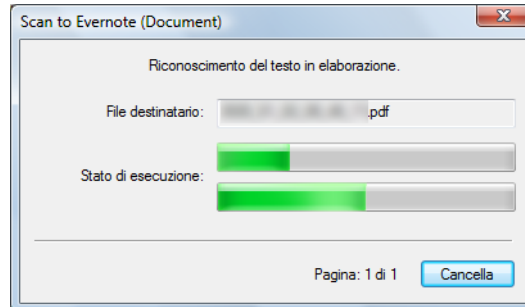 Scan to Evernote (Document)
Riconoscimento del testo in elaborazione.
File destinatario: .pdf
Stato di esecuzione:
Pagina: 1 di 1 Cancella